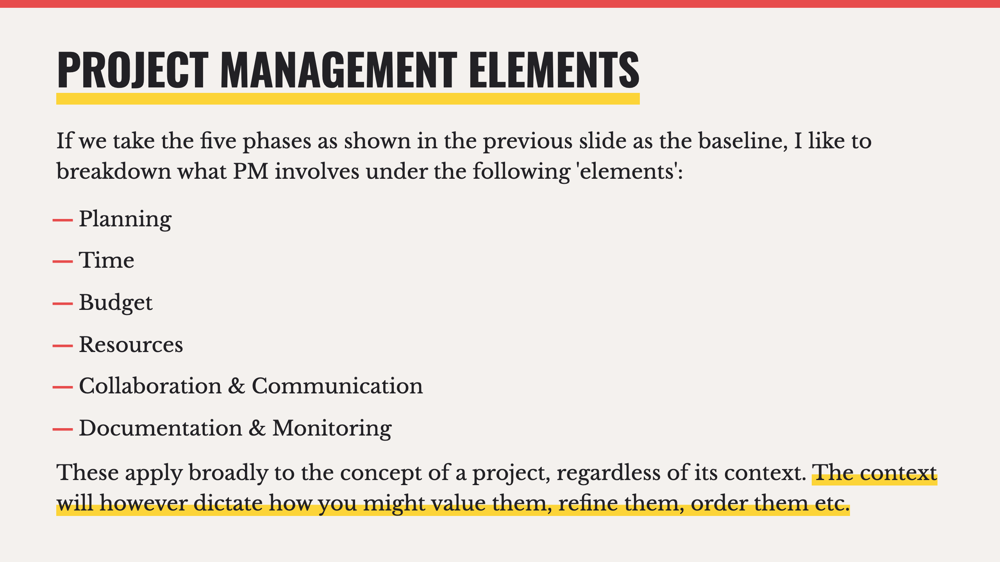 PROJECT MANAGEMENT ELEMENTS
If we take the five phases as shown in the previous slide as the baseline, I like to
breakdown what PM involves under the following 'elements':
— Planning
— Time
— Budget
— Resources
— Collaboration & Communication
— Documentation & Monitoring
These apply broadly to the concept of a project, regardless of its context. The context
will however dictate how you might value them, refine them, order them etc.